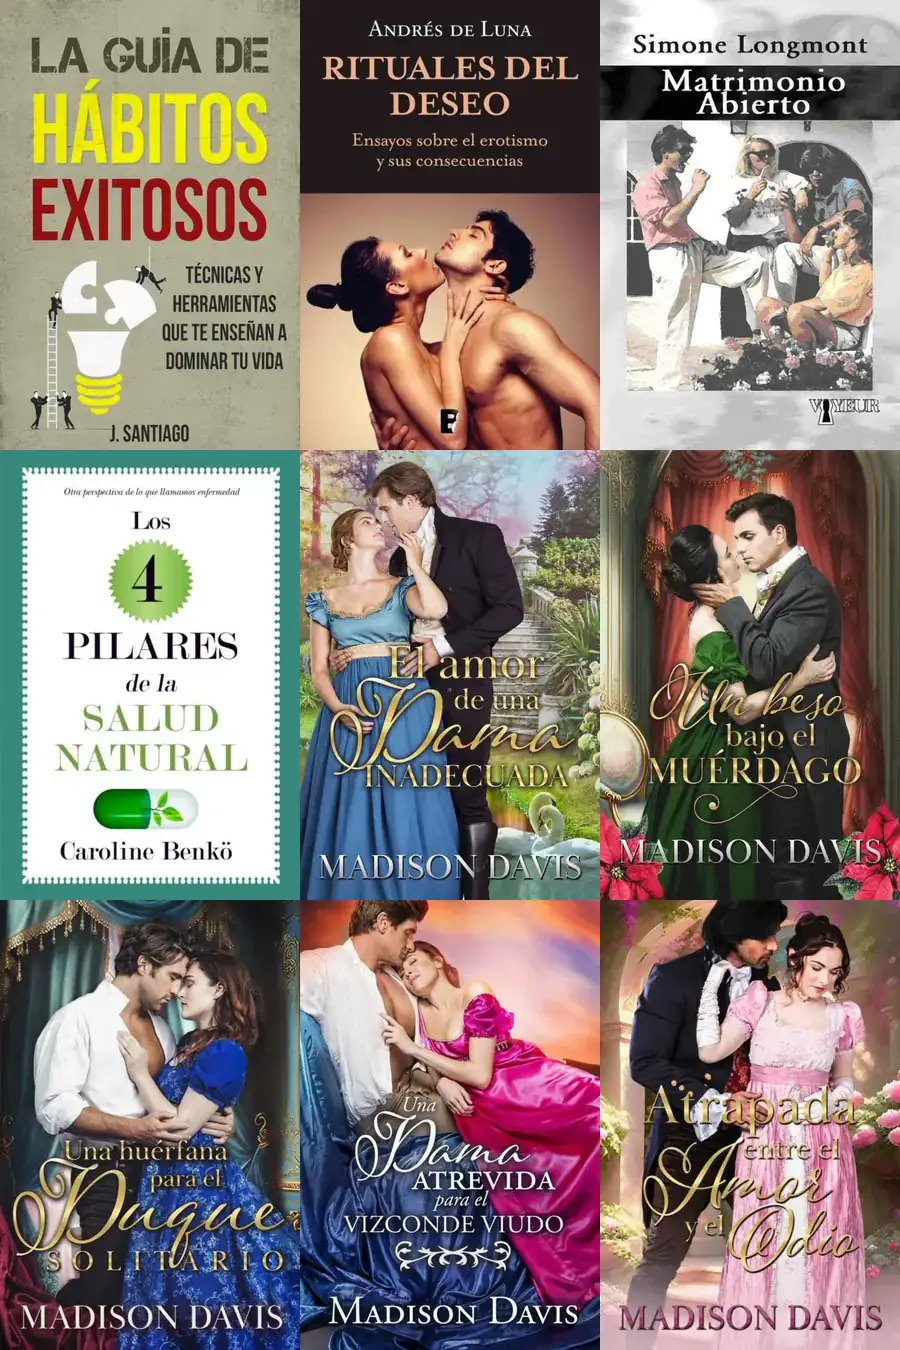 LA GUÍA DE
HÁBITOS
EXITOSOS
TÉCNICAS Y
HERRAMIENTAS
QUE TE ENSEÑAN A
DOMINAR TU VIDA
J. SANTIAGO
ANDRÉS DE LUNA
RITUALES DEL
DESEO
Ensayos sobre el erotismo
y sus consecuencias
B
Simone Longmont
Matrimonio
Abierto
VOYEUR
Otra perspectiva de lo que llamamos enfermedad
Los
4
PILARES
de la
SALUD
NATURAL
Caroline Benkö
El amor
de una
Dama
INADECUADA
MADISON DAVIS
Un beso
bajo el
MUÉRDAGO
MADISON DAVIS
Una huérfana
para el
Duque
SOLITARIO
MADISON DAVIS
Una
Dama
ATREVIDA
para el
VIZCONDE VIUDO
MADISON DAVIS
Atrapada
entre el
Amor
y el
Odio
MADISON DAVIS